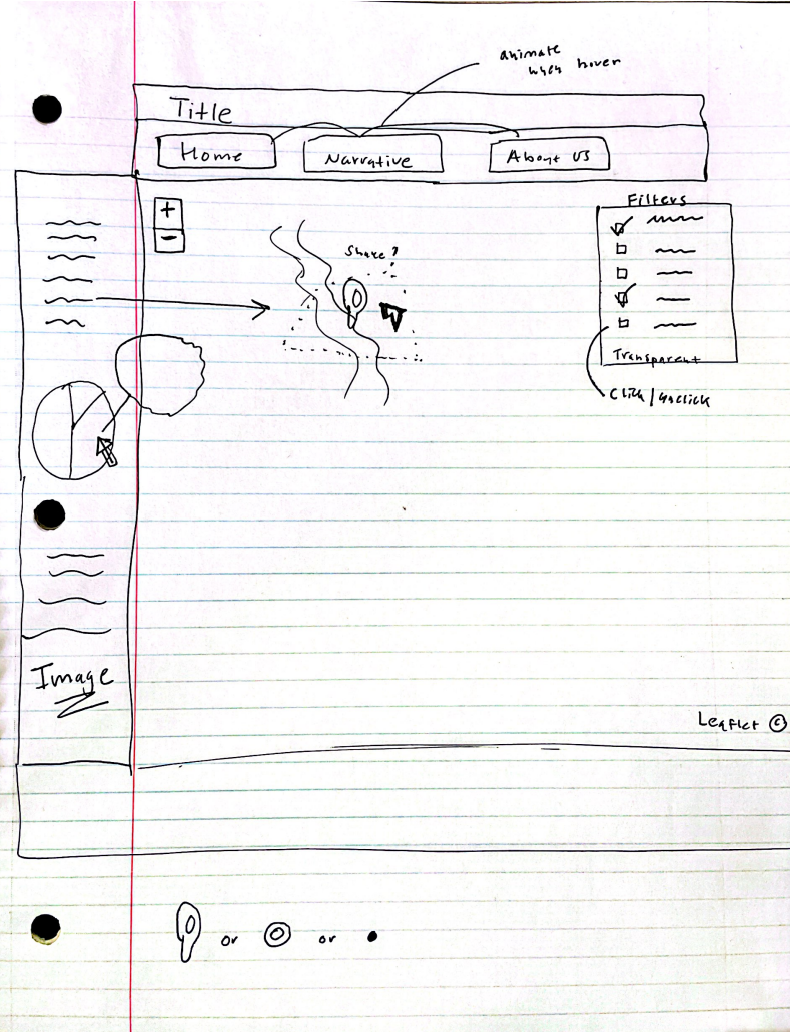 animate
when hover
Title
Home
Narrative
About us
+
-
Filters
Share?
Transparent
Click/unclick
Image
Leaflet ©
or
or